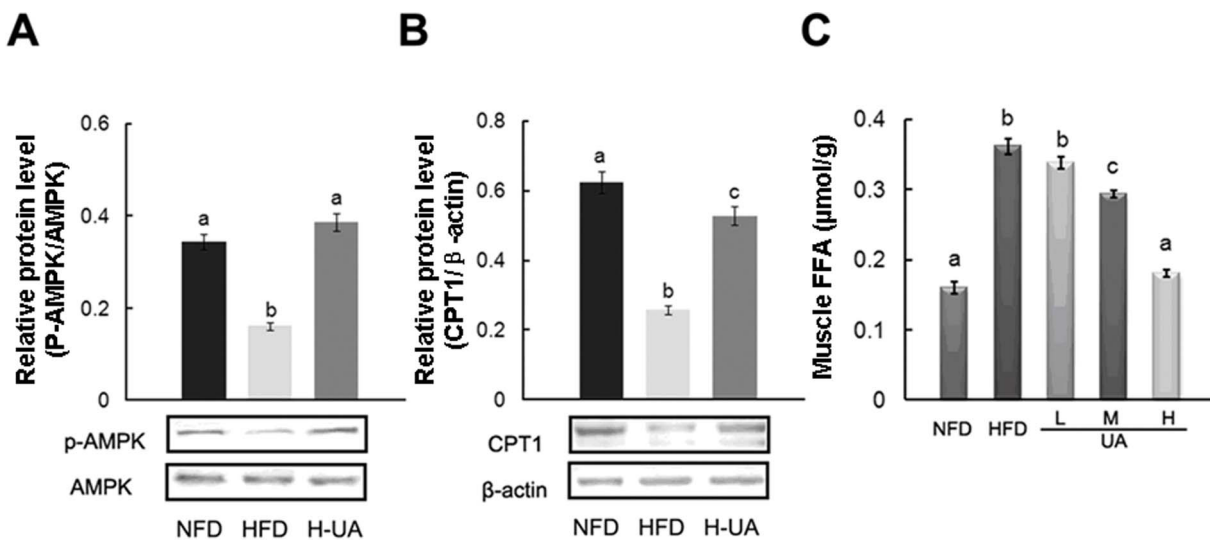 A
B
C
Relative protein level
(P-AMPK/AMPK)
0.6
0.4
0.2
0
a
b
a
p-AMPK
AMPK
NFD HFD H-UA
Relative protein level
(CPT1/β -actin)
0.8
0.6
0.4
0.2
0
a
b
c
CPT1
β-actin
NFD HFD H-UA
Muscle FFA (μmol/g)
0.4
0.3
0.2
0.1
0
a
b
b
c
a
NFD HFD L M H
UA